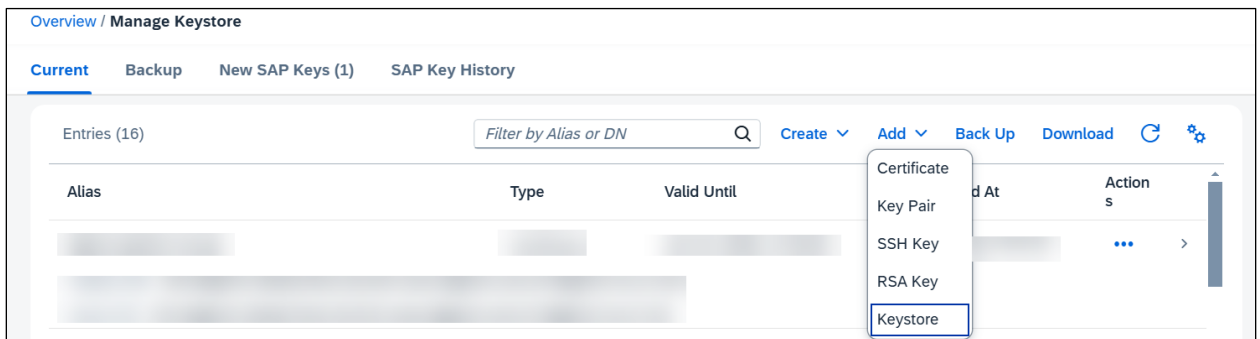 Overview / Manage Keystore
Current Backup New SAP Keys (1) SAP Key History
Entries (16) Filter by Alias or DN Create Add Back Up Download
Alias Type Valid Until d At Action
s
Certificate
Key Pair
SSH Key
RSA Key
Keystore